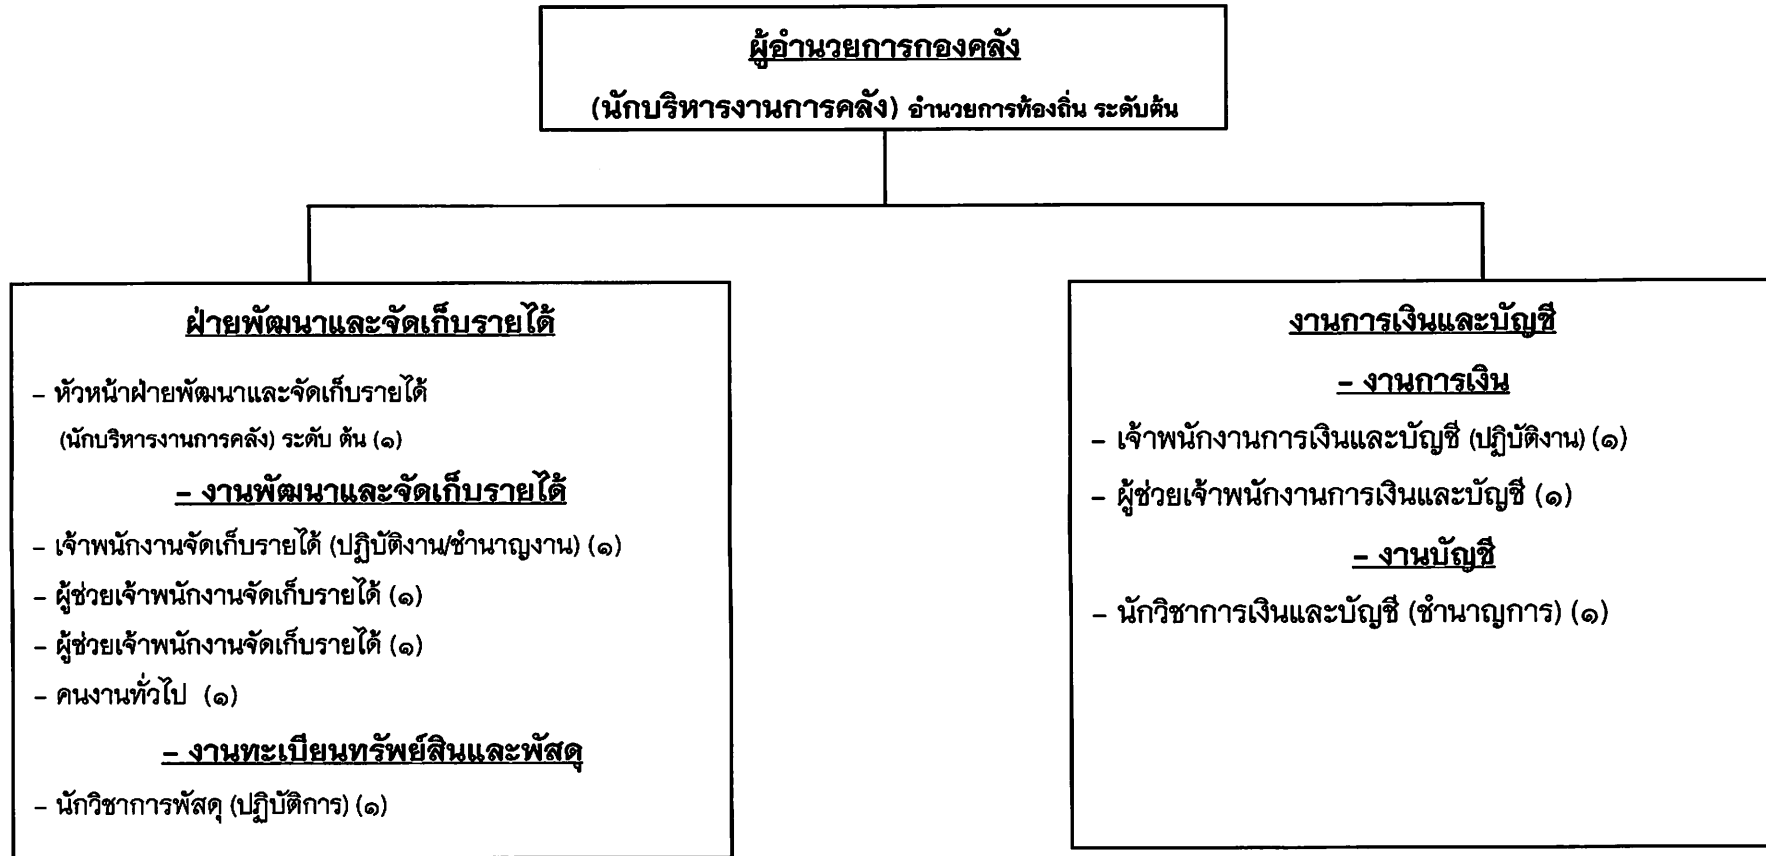 ผู้อำนวยการกองคลัง
(นักบริหารงานการคลัง) อำนวยการท้องถิ่น ระดับต้น
ฝ่ายพัฒนาและจัดเก็บรายได้
– หัวหน้าฝ่ายพัฒนาและจัดเก็บรายได้
(นักบริหารงานการคลัง) ระดับ ต้น (๑)
– งานพัฒนาและจัดเก็บรายได้
– เจ้าพนักงานจัดเก็บรายได้ (ปฏิบัติงาน/ชำนาญงาน) (๑)
– ผู้ช่วยเจ้าพนักงานจัดเก็บรายได้ (๑)
– ผู้ช่วยเจ้าพนักงานจัดเก็บรายได้ (๑)
– คนงานทั่วไป (๑)
– งานทะเบียนทรัพย์สินและพัสดุ
– นักวิชาการพัสดุ (ปฏิบัติการ) (๑)
งานการเงินและบัญชี
– งานการเงิน
– เจ้าพนักงานการเงินและบัญชี (ปฏิบัติงาน) (๑)
– ผู้ช่วยเจ้าพนักงานการเงินและบัญชี (๑)
– งานบัญชี
– นักวิชาการเงินและบัญชี (ชำนาญการ) (๑)